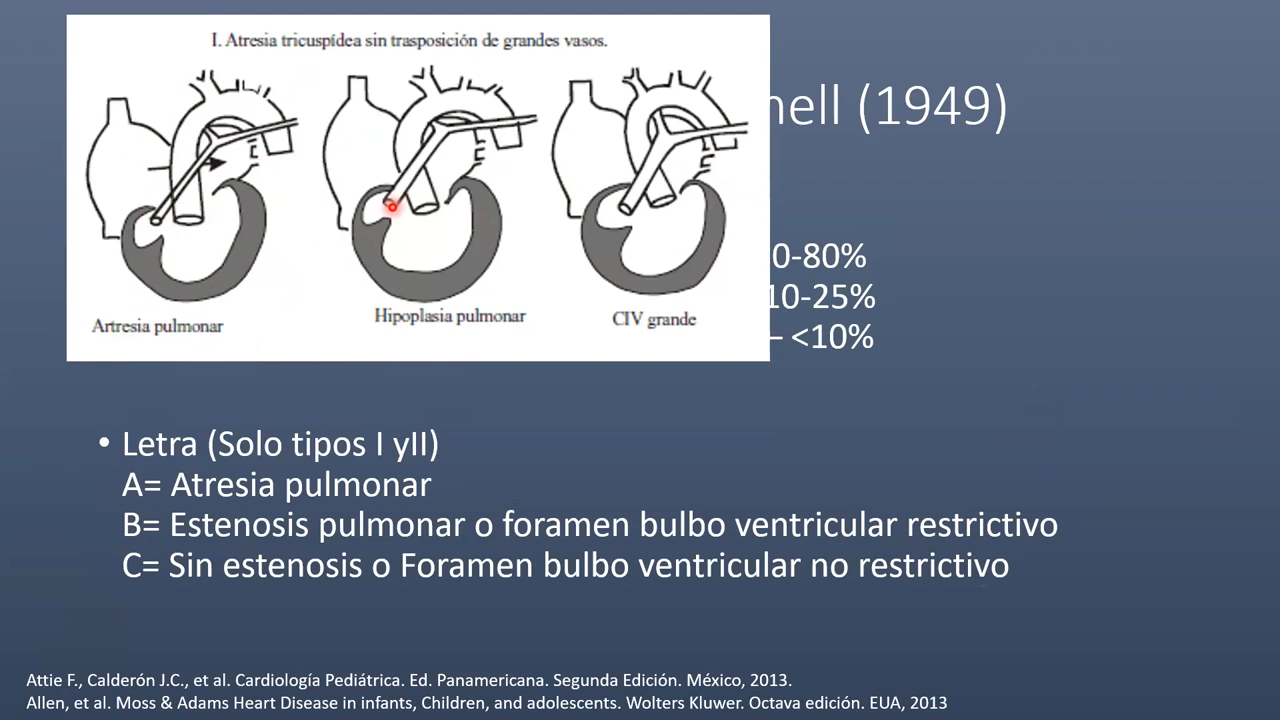 I. Atresia tricuspídea sin trasposición de grandes vasos.
nell (1949)
0-80%
10-25%
– <10%
Artresia pulmonar
Hipoplasia pulmonar
CIV grande
• Letra (Solo tipos I yII)
A= Atresia pulmonar
B= Estenosis pulmonar o foramen bulbo ventricular restrictivo
C= Sin estenosis o Foramen bulbo ventricular no restrictivo
Attie F., Calderón J.C., et al. Cardiología Pediátrica. Ed. Panamericana. Segunda Edición. México, 2013.
Allen, et al. Moss & Adams Heart Disease in infants, Children, and adolescents. Wolters Kluwer. Octava edición. EUA, 2013